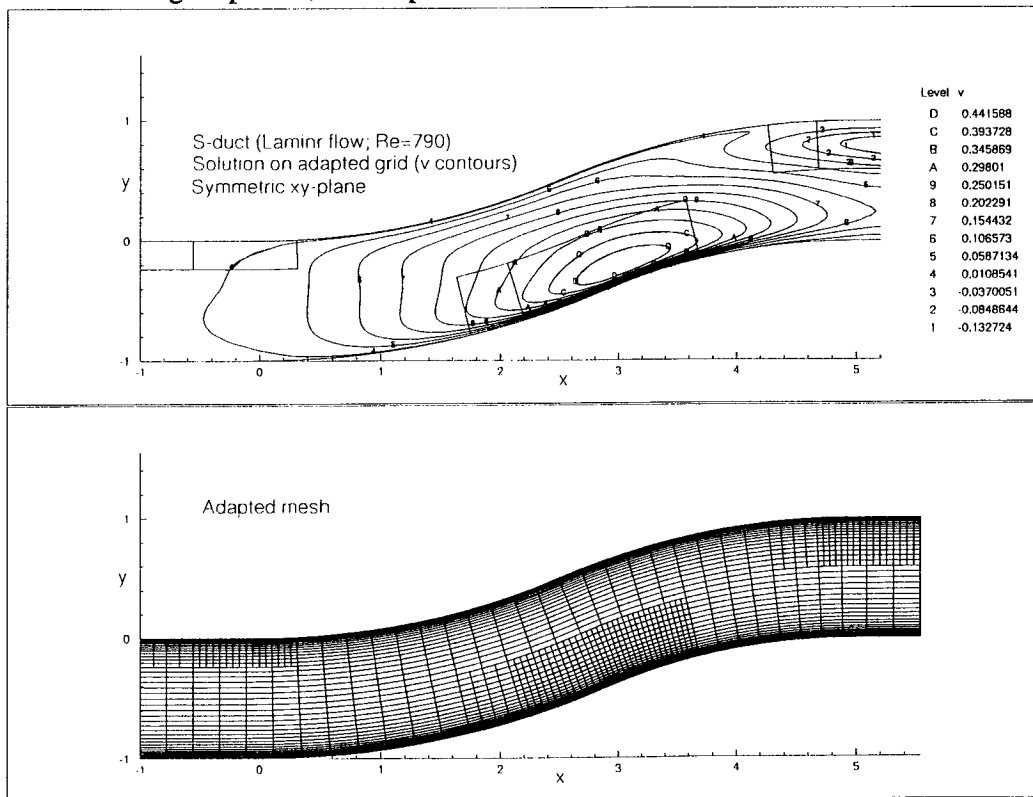 S-duct (Laminr flow; Re=790)
Solution on adapted grid (v contours)
Symmetric xy-plane
Level v
D 0.441588
C 0.393728
B 0.345869
A 0.29801
9 0.250151
8 0.202291
7 0.154432
6 0.106573
5 0.0587134
4 0.0108541
3 -0.0370051
2 -0.0848644
1 -0.132724
1
y
0
-1
-1 0 1 2 3 4 5
X
Adapted mesh
1
y
0
-1
-1 0 1 2 3 4 5
X